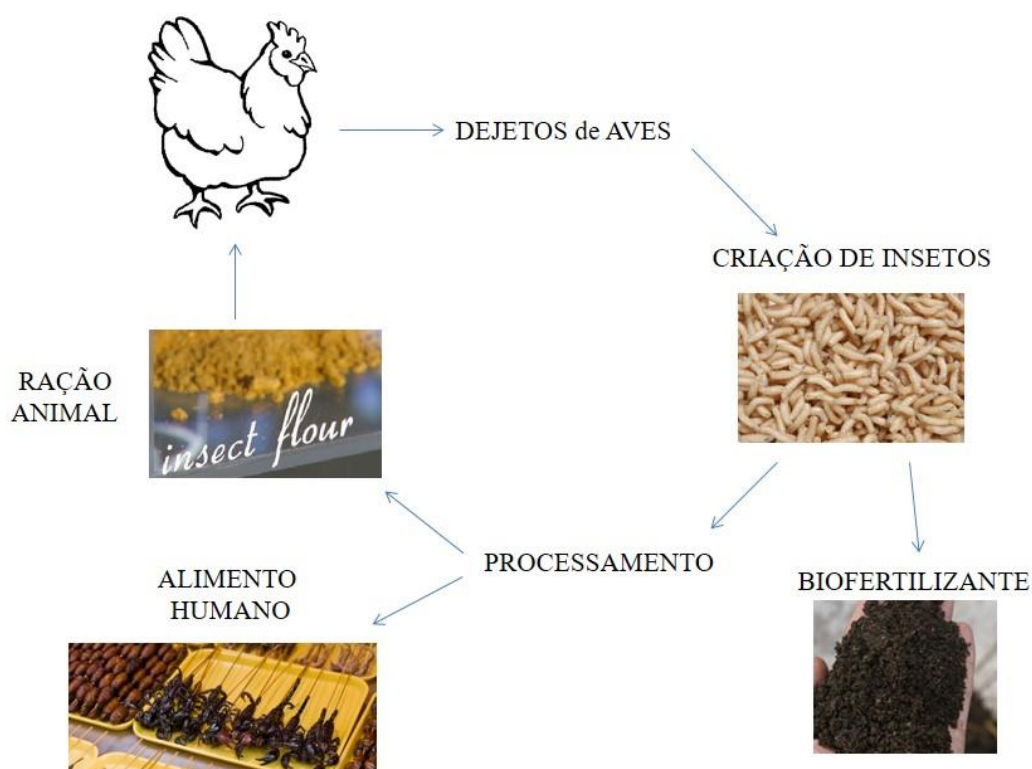 DEJETOS de AVES
CRIAÇÃO DE INSETOS
RAÇÃO
ANIMAL
insect flour
PROCESSAMENTO
ALIMENTO
HUMANO
BIOFERTILIZANTE